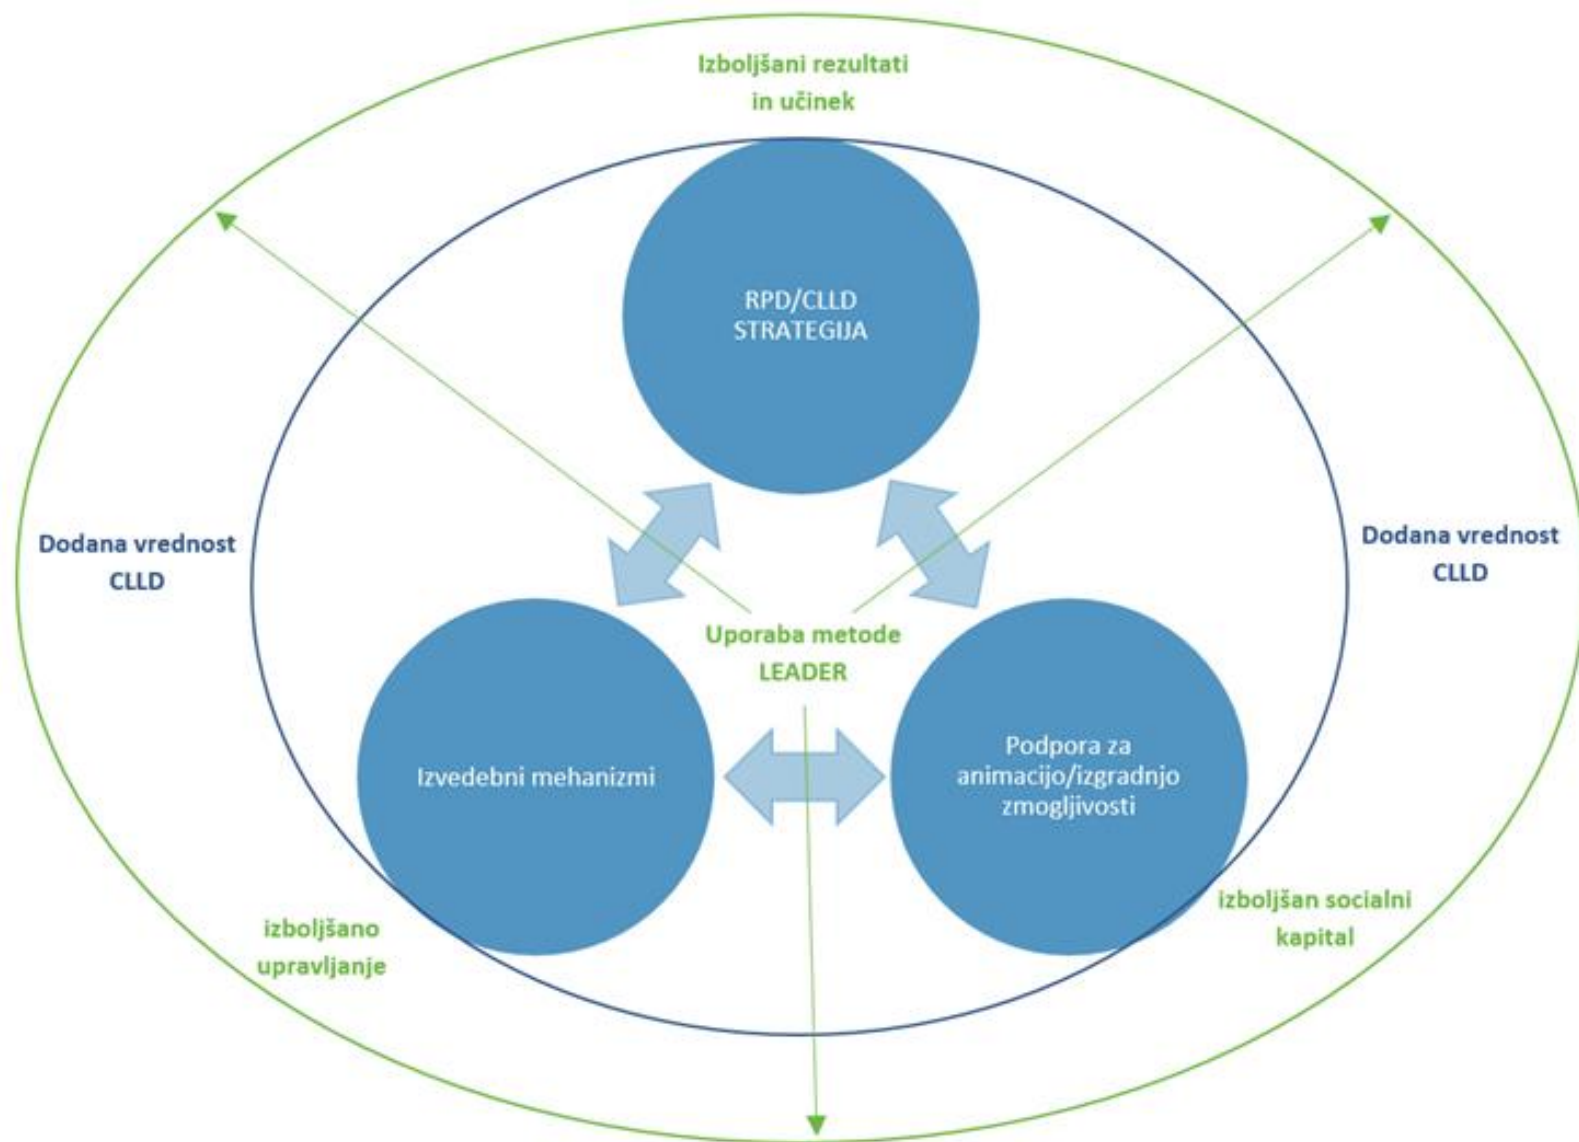 Izboljšani rezultati
in učinek
RPD/CLLD
STRATEGIJA
Dodana vrednost
CLLD
Dodana vrednost
CLLD
Uporaba metode
LEADER
Izvedebni mehanizmi
Podpora za
animacijo/izgradnjo
zmogljivosti
izboljšano
upravljanje
izboljšan socialni
kapital